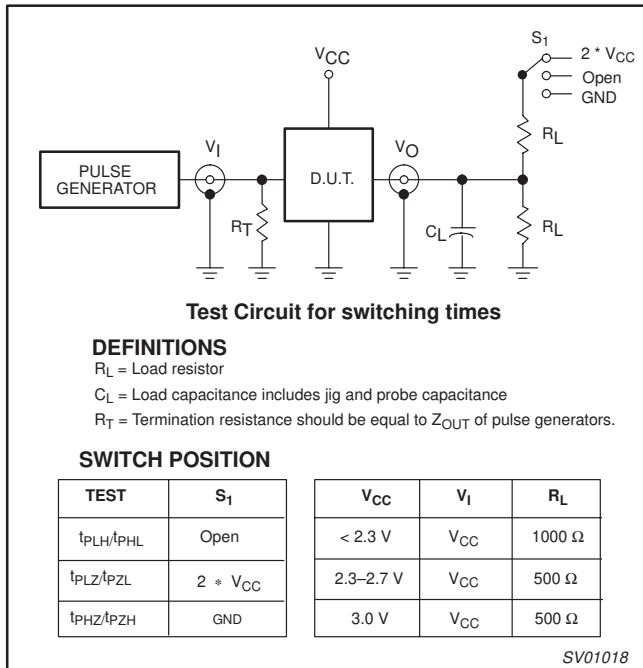 S1
2 * VCC
Open
GND
VCC
RL
VI
VO
PULSE
GENERATOR
D.U.T.
RT
CL
RL
Test Circuit for switching times
DEFINITIONS
RL = Load resistor
CL = Load capacitance includes jig and probe capacitance
RT = Termination resistance should be equal to ZOUT of pulse generators.
SWITCH POSITION
TEST S1
tPLH/tPHL Open
tPLZ/tPZL 2 * VCC
tPHZ/tPZH GND
VCC VI RL
< 2.3 V VCC 1000 Ω
2.3–2.7 V VCC 500 Ω
3.0 V VCC 500 Ω
SV01018